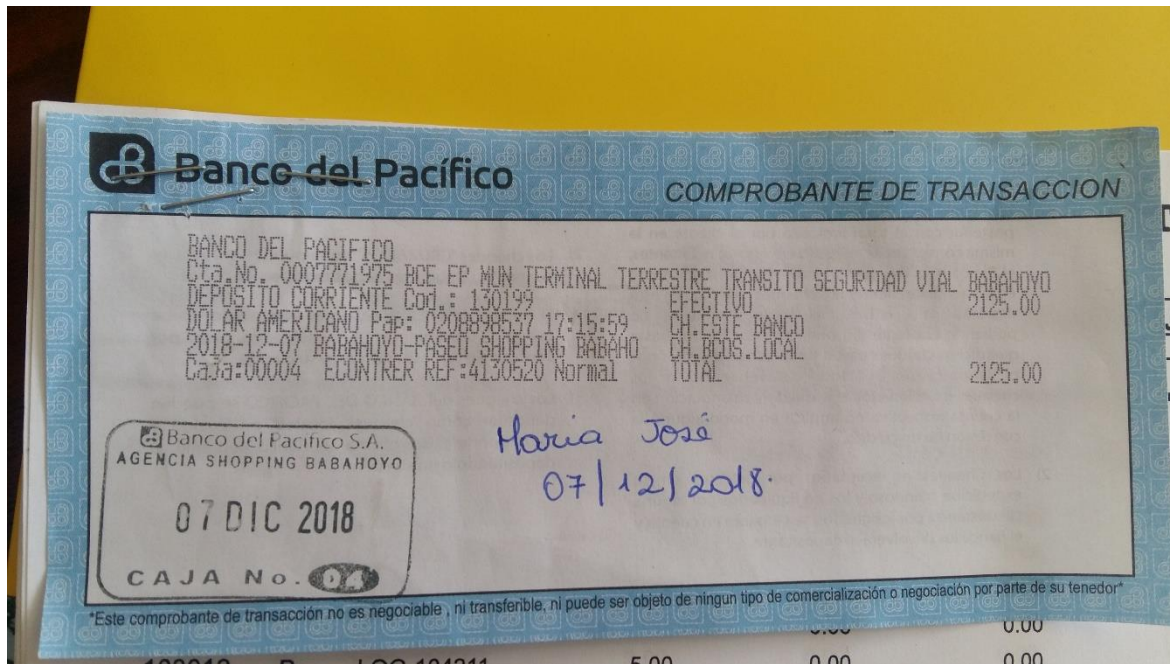 Banco del Pacífico
COMPROBANTE DE TRANSACCION
BANCO DEL PACIFICO
Cta.No. 0007771975 BCE EP MUN TERMINAL TERRESTRE TRANSITO SEGURIDAD VIAL BABAHOYO
DEPOSITO CORRIENTE Cod.: 130199 EFECTIVO 2125.00
DOLAR AMERICANO Pap: 0208898537 17:15:59 CH.ESTE BANCO
2018-12-07 BABAHOYO-PASEO SHOPPING BABAHO CH.BCOS.LOCAL
Caja:00004 ECONTRER REF:4130520 Normal TOTAL 2125.00
Banco del Pacifico S.A.
AGENCIA SHOPPING BABAHOYO
07 DIC 2018
CAJA No. 04
Maria José
07/12/2018.
"Este comprobante de transacción no es negociable , ni transferible, ni puede ser objeto de ningun tipo de comercialización o negociación por parte de su tenedor"
0.00 0.00
5.00 0.00 0.00